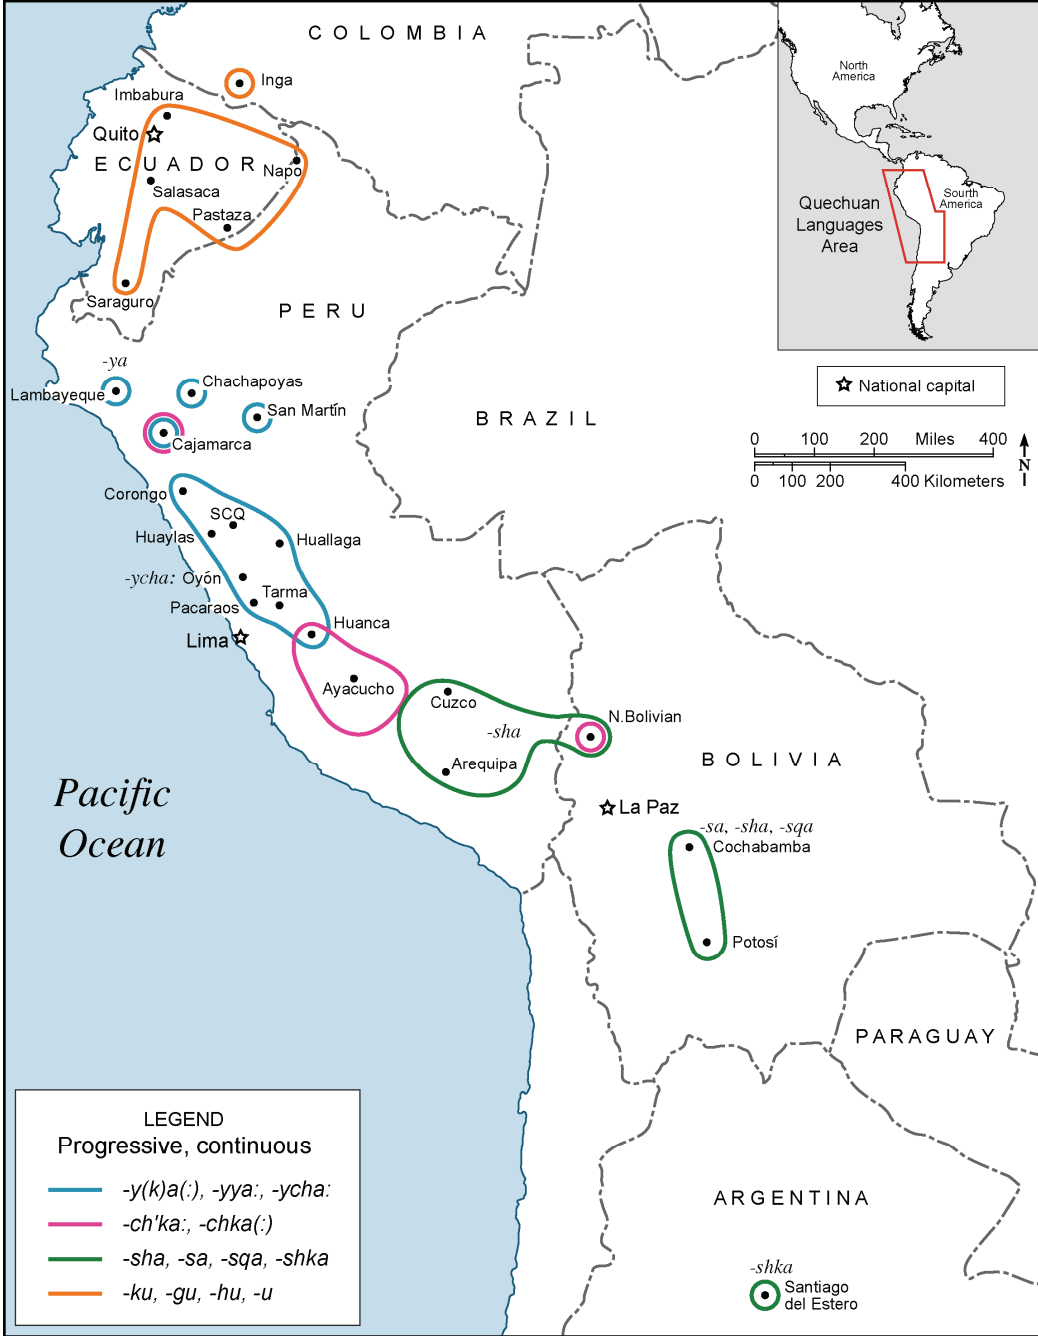 COLOMBIA
Inga
Imbabura
Quito
ECUADOR
Napo
Salasaca
Pastaza
Saraguro
PERU
-ya
Lambayeque
Chachapoyas
San Martín
Cajamarca
BRAZIL
Corongo
SCQ
Huaylas
Huallaga
-ycha: Oyón
Tarma
Pacaraos
Huanca
Lima
Ayacucho
Cuzco
-sha
N.Bolivian
Arequipa
BOLIVIA
La Paz
-sa, -sha, -sqa
Cochabamba
Potosí
PARAGUAY
ARGENTINA
-shka
Santiago
del Estero
Pacific
Ocean
North
America
Sourth
America
Quechuan
Languages
Area
National capital
0 100 200 Miles 400
0 100 200 400 Kilometers
N
LEGEND
Progressive, continuous
-y(k)a(:), -yya:, -ycha:
-ch'ka:, -chka(:)
-sha, -sa, -sqa, -shka
-ku, -gu, -hu, -u